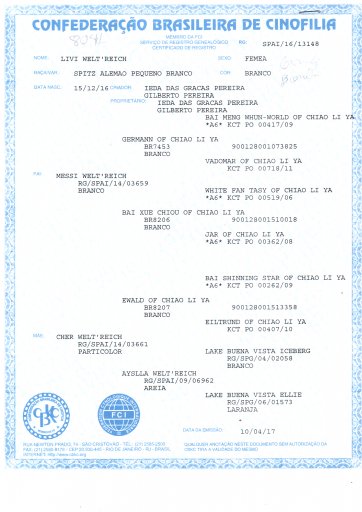 CONFEDERAÇÃO BRASILEIRA DE CINOFILIA
MEMBRO DA FCI
SERVIÇO DE REGISTRO GENEALÓGICO
CERTIFICADO DE REGISTRO
RG: SPAI/16/13148
NOME: LIVI WELT'REICH SEXO: FEMEA
RAÇA/VAR.: SPITZ ALEMAO PEQUENO BRANCO COR: BRANCO
DATA NASC.: 15/12/16 CRIADOR: IEDA DAS GRACAS PEREIRA
GILBERTO PEREIRA
PROPRIETÁRIO: IEDA DAS GRACAS PEREIRA
GILBERTO PEREIRA
BAI MENG WHUN-WORLD OF CHIAO LI YA
*A6* KCT PO 00417/09
GERMANN OF CHIAO LI YA
BR7453 900128001073825
BRANCO
VADOMAR OF CHIAO LI YA
KCT PO 00718/11
PAI: MESSI WELT'REICH
RG/SPAI/14/03659
BRANCO
WHITE FAN TASY OF CHIAO LI YA
*A6* KCT PO 00519/06
BAI XUE CHIOU OF CHIAO LI YA
BR8206 900128001510018
BRANCO
JAR OF CHIAO LI YA
*A6* KCT PO 00362/08
BAI SHINNING STAR OF CHIAO LI YA
*A6* KCT PO 00262/09
EWALD OF CHIAO LI YA
BR8207 900128001513358
BRANCO
EILTRUND OF CHIAO LI YA
KCT PO 00407/10
MÃE: CHER WELT'REICH
RG/SPAI/14/03661
PARTICOLOR
LAKE BUENA VISTA ICEBERG
RG/SPG/04/02058
BRANCO
AYSLLA WELT'REICH
RG/SPAI/09/06962
AREIA
LAKE BUENA VISTA ELLIE
RG/SPG/06/01573
LARANJA
CBKC
FCI
DATA DA EMISSÃO: 10/04/17
RUA NEWTON PRADO, 74 - SÃO CRISTÓVÃO - TEL.:
CEP 20.930-445 - RIO DE JANEIRO - RJ - BRASIL
INTERNET: http://www.cbkc.org
QUALQUER ANOTAÇÃO NESTE DOCUMENTO SEM AUTORIZAÇÃO DA
CBKC TIRA A VALIDADE DO MESMO